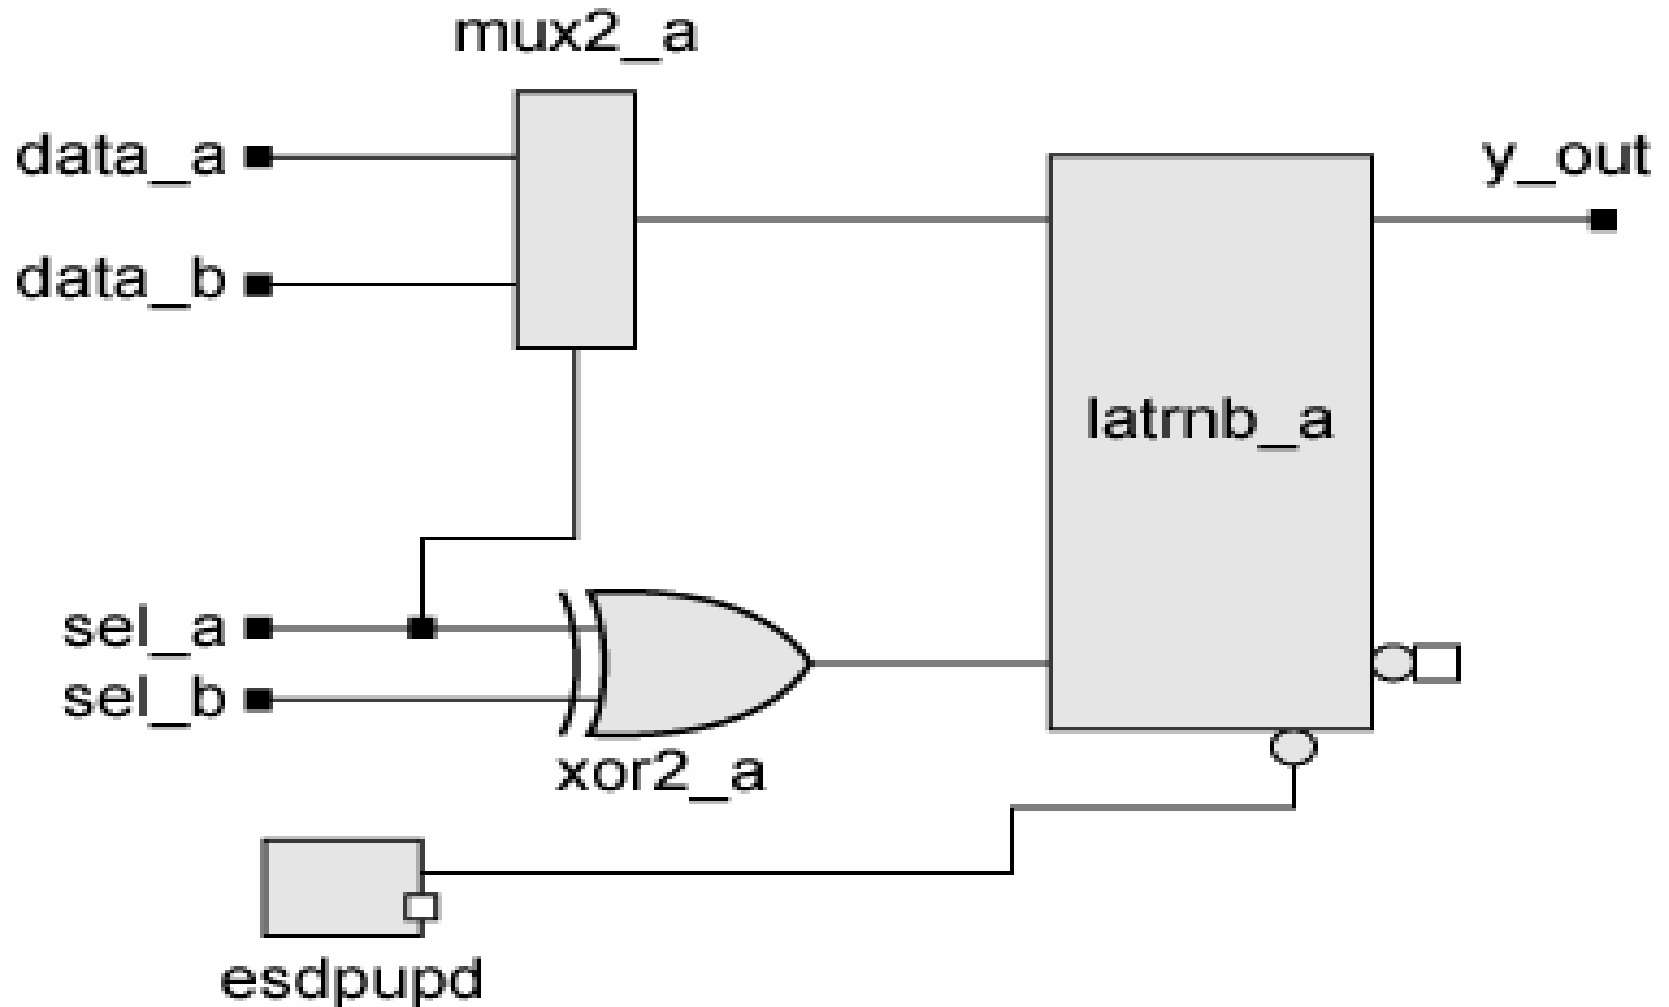 mux2_a
data_a
y_out
data_b
latrnb_a
sel_a
sel_b
xor2_a
esdpupd